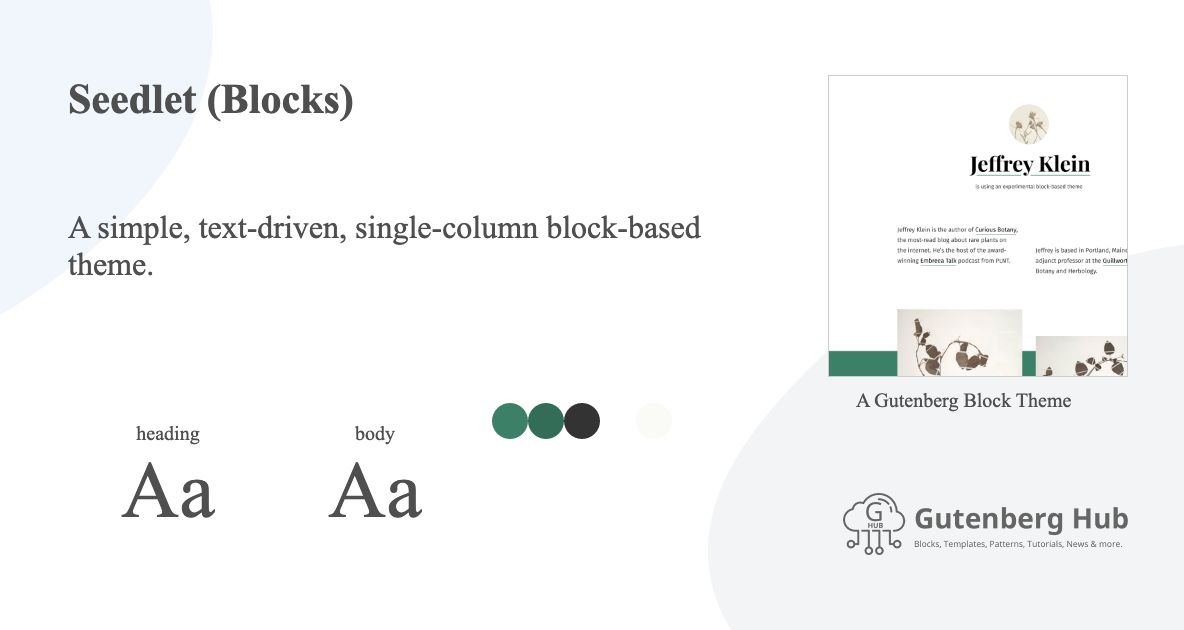 Seedlet (Blocks)
A simple, text-driven, single-column block-based
theme.
heading
Aa
body
Aa
Jeffrey Klein
is using an experimental block-based theme
Jeffrey Klein is the author of Curious Botany,
the most-read blog about rare plants on
the internet. He's the host of the award-
winning Embreea Talk podcast from PLNT.
Jeffrey is based in Portland, Maine
adjunct professor at the Guillwort
Botany and Herbology.
A Gutenberg Block Theme
G
HUB
Gutenberg Hub
Blocks, Templates, Patterns, Tutorials, News & more.